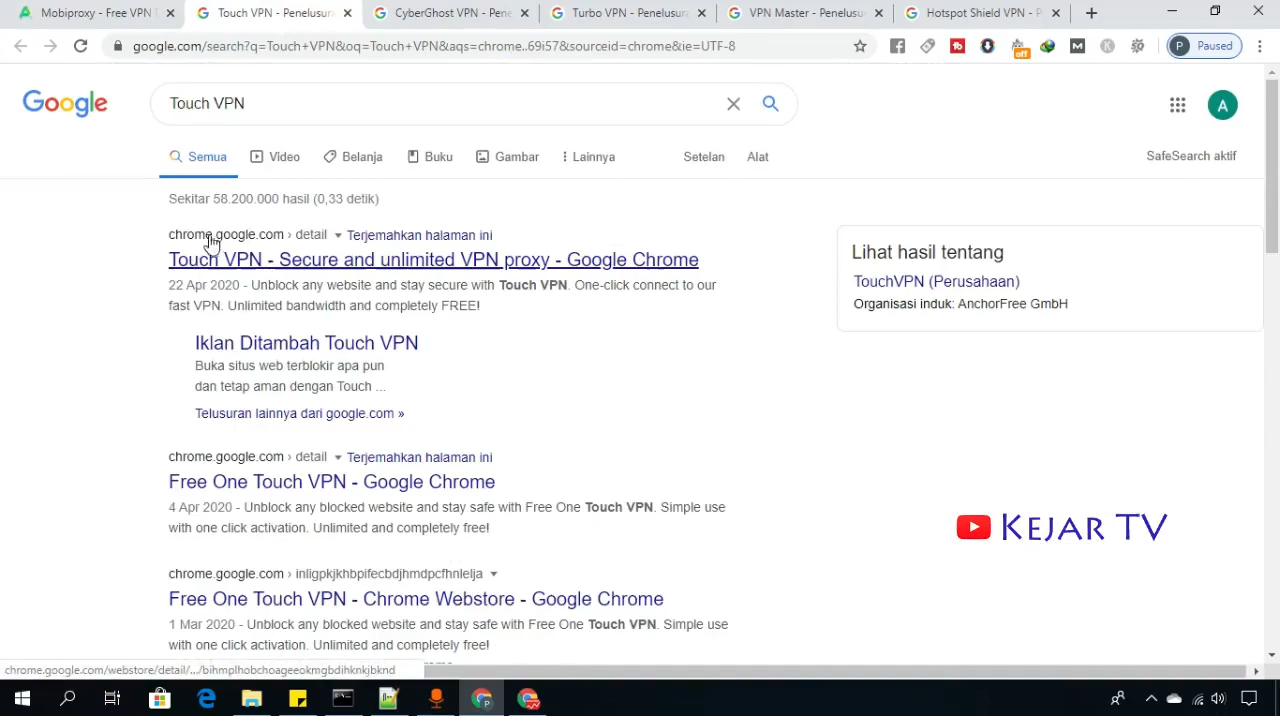 Mobiproxy - Free VPN D
Touch VPN - Penelusura
CyberGhost VPN - Pene
Turbo VPN - Penelusura
VPN Master - Penelusu
Hotspot Shield VPN - P
google.com/search?q=Touch+VPN&oq=Touch+VPN&aqs=chrome..69i57&sourceid=chrome&ie=UTF-8
off
P Paused
Google
Touch VPN
A
Semua
Video
Belanja
Buku
Gambar
Lainnya
Setelan
Alat
SafeSearch aktif
Sekitar 58.200.000 hasil (0,33 detik)
chrome.google.com › detail Terjemahkan halaman ini
Touch VPN - Secure and unlimited VPN proxy - Google Chrome
22 Apr 2020 - Unblock any website and stay secure with Touch VPN. One-click connect to our
fast VPN. Unlimited bandwidth and completely FREE!
Iklan Ditambah Touch VPN
Buka situs web terblokir apa pun
dan tetap aman dengan Touch ...
Telusuran lainnya dari google.com »
Lihat hasil tentang
TouchVPN (Perusahaan)
Organisasi induk: AnchorFree GmbH
chrome.google.com › detail Terjemahkan halaman ini
Free One Touch VPN - Google Chrome
4 Apr 2020 - Unblock any blocked website and stay safe with Free One Touch VPN. Simple use
with one click activation. Unlimited and completely free!
KEJAR TV
chrome.google.com › inligpkjkhbpifecbdjhmdpcfhnlelja
Free One Touch VPN - Chrome Webstore - Google Chrome
1 Mar 2020 - Unblock any blocked website and stay safe with Free One Touch VPN. Simple use
with one click activation. Unlimited and completely free!
chrome.google.com/webstore/detail/.../bihmplhobchoageeokmgbdihknkjbknd